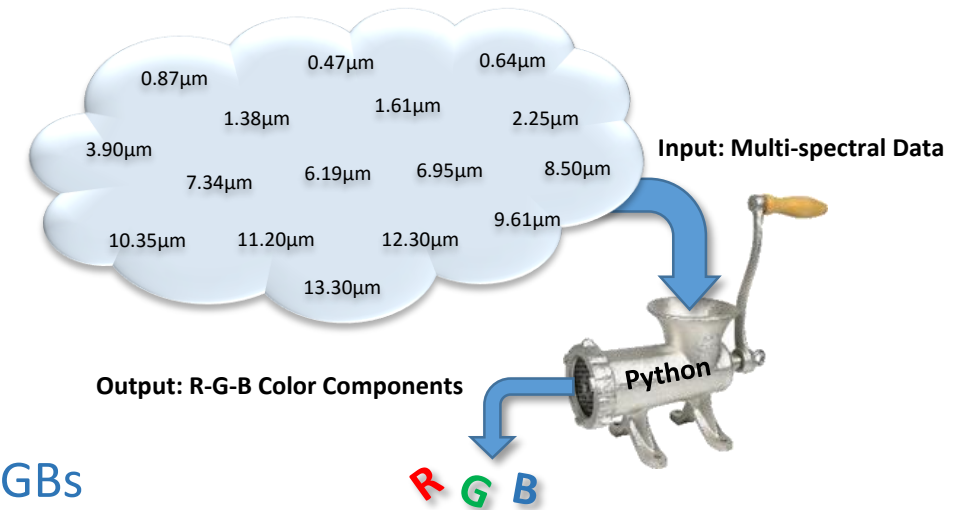 0.87µm 0.47µm 0.64µm
1.38µm 1.61µm 2.25µm
3.90µm
7.34µm 6.19µm 6.95µm 8.50µm
9.61µm
10.35µm 11.20µm 12.30µm
13.30µm
Input: Multi-spectral Data
Python
Output: R-G-B Color Components
R G B
GBs